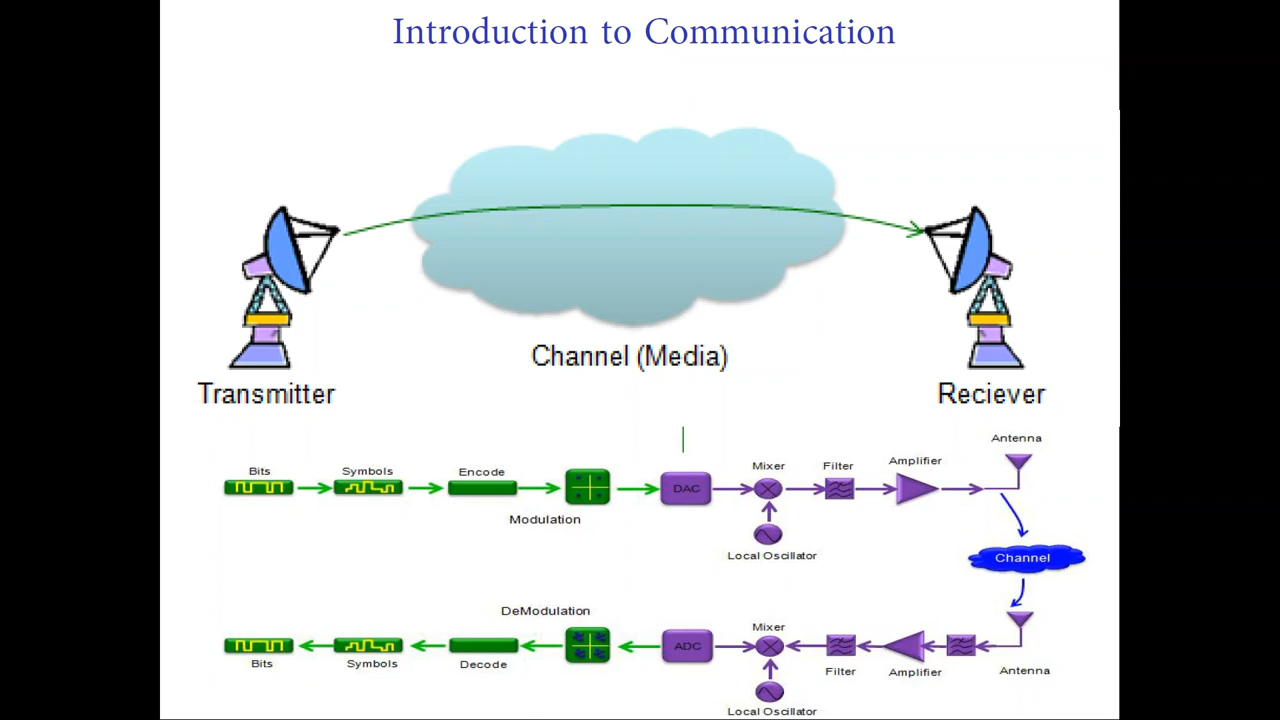 Introduction to Communication
Channel (Media)
Transmitter
Reciever
Antenna
Bits
Symbols
Encode
Mixer
Filter
Amplifier
DAC
Modulation
Local Oscillator
Channel
DeModulation
Mixer
ADC
Bits
Symbols
Decode
Filter
Amplifier
Antenna
Local Oscillator